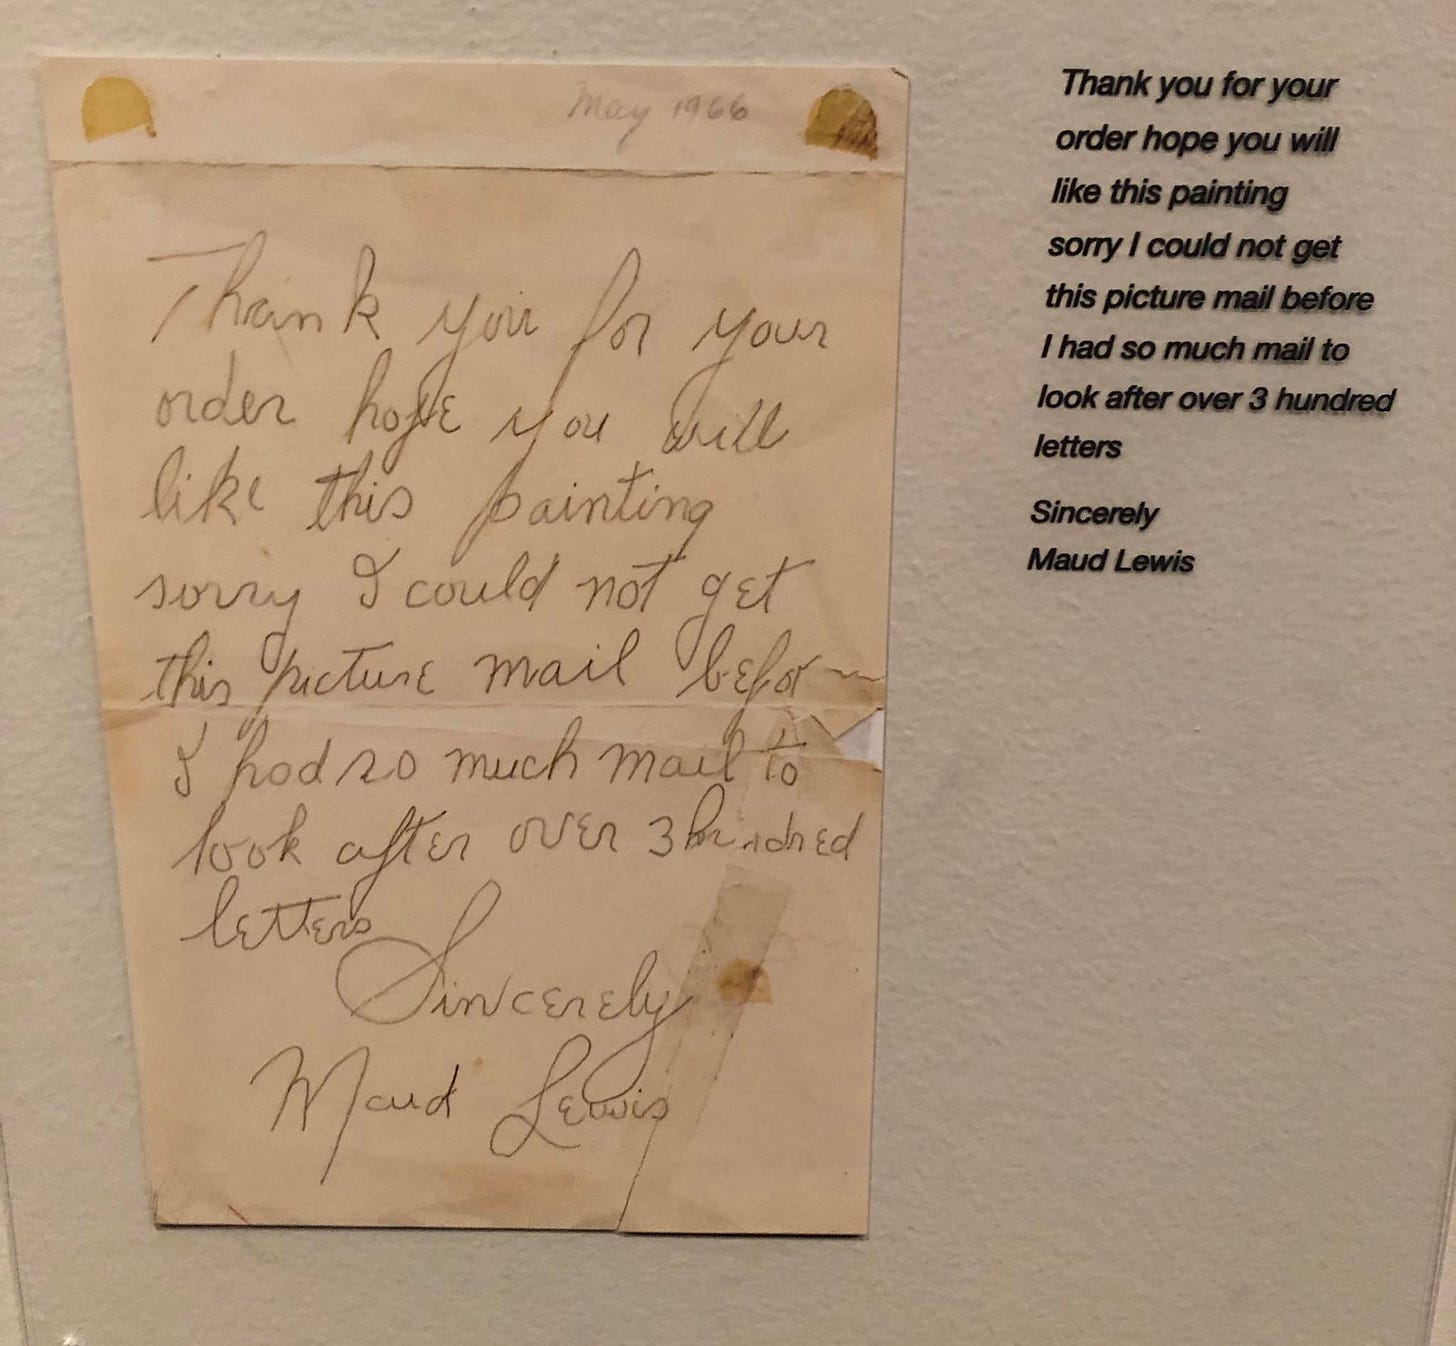 May 1966
Thank you for your
order hope you will
like this painting
sorry I could not get
this picture mail before
I had so much mail to
look after over 3 hundred
letters
Sincerely
Maud Lewis
Thank you for your
order hope you will
like this painting
sorry I could not get
this picture mail before
I had so much mail to
look after over 3 hundred
letters
Sincerely
Maud Lewis